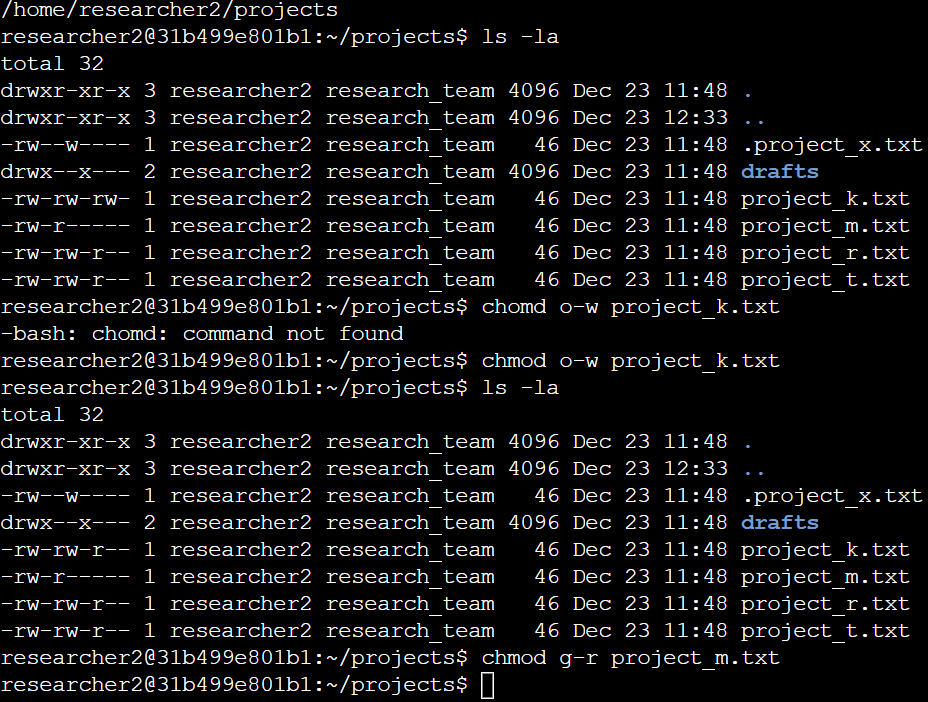 /home/researcher2/projects
researcher2@31b499e801b1:~/projects$ ls -la
total 32
drwxr-xr-x 3 researcher2 research_team 4096 Dec 23 11:48 .
drwxr-xr-x 3 researcher2 research_team 4096 Dec 23 12:33 ..
-rw--w---- 1 researcher2 research_team   46 Dec 23 11:48 .project_x.txt
drwx--x--- 2 researcher2 research_team 4096 Dec 23 11:48 drafts
-rw-rw-rw- 1 researcher2 research_team   46 Dec 23 11:48 project_k.txt
-rw-r----- 1 researcher2 research_team   46 Dec 23 11:48 project_m.txt
-rw-rw-r-- 1 researcher2 research_team   46 Dec 23 11:48 project_r.txt
-rw-rw-r-- 1 researcher2 research_team   46 Dec 23 11:48 project_t.txt
researcher2@31b499e801b1:~/projects$ chomd o-w project_k.txt
-bash: chomd: command not found
researcher2@31b499e801b1:~/projects$ chmod o-w project_k.txt
researcher2@31b499e801b1:~/projects$ ls -la
total 32
drwxr-xr-x 3 researcher2 research_team 4096 Dec 23 11:48 .
drwxr-xr-x 3 researcher2 research_team 4096 Dec 23 12:33 ..
-rw--w---- 1 researcher2 research_team   46 Dec 23 11:48 .project_x.txt
drwx--x--- 2 researcher2 research_team 4096 Dec 23 11:48 drafts
-rw-rw-r-- 1 researcher2 research_team   46 Dec 23 11:48 project_k.txt
-rw-r----- 1 researcher2 research_team   46 Dec 23 11:48 project_m.txt
-rw-rw-r-- 1 researcher2 research_team   46 Dec 23 11:48 project_r.txt
-rw-rw-r-- 1 researcher2 research_team   46 Dec 23 11:48 project_t.txt
researcher2@31b499e801b1:~/projects$ chmod g-r project_m.txt
researcher2@31b499e801b1:~/projects$